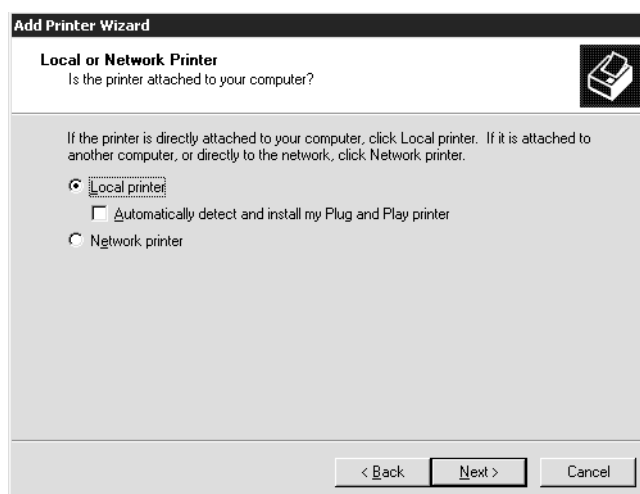 Add Printer Wizard
Local or Network Printer
Is the printer attached to your computer?
If the printer is directly attached to your computer, click Local printer.  If it is attached to
another computer, or directly to the network, click Network printer.
Local printer
Automatically detect and install my Plug and Play printer
Network printer
< Back
Next >
Cancel